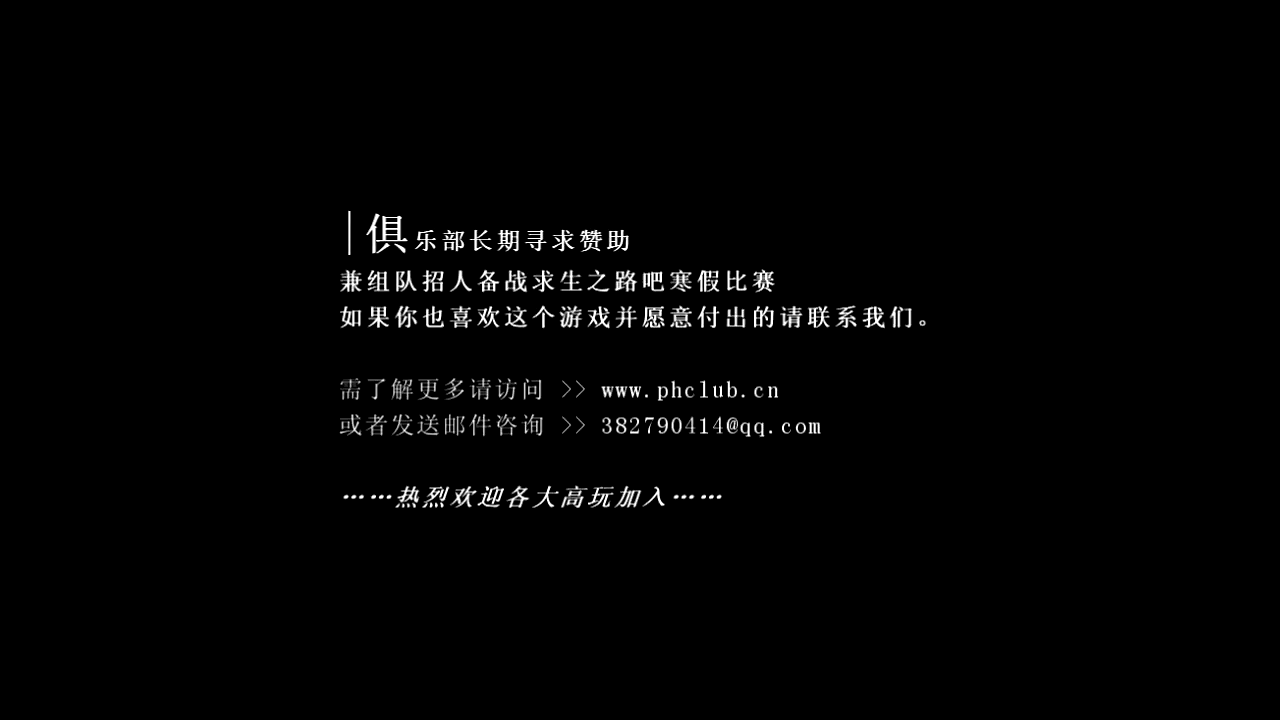 俱乐部长期寻求赞助
兼组队招人备战求生之路吧寒假比赛
如果你也喜欢这个游戏并愿意付出的请联系我们。
需了解更多请访问 >> www.phclub.cn
或者发送邮件咨询 >> 382790414@qq.com
……热烈欢迎各大高玩加入……